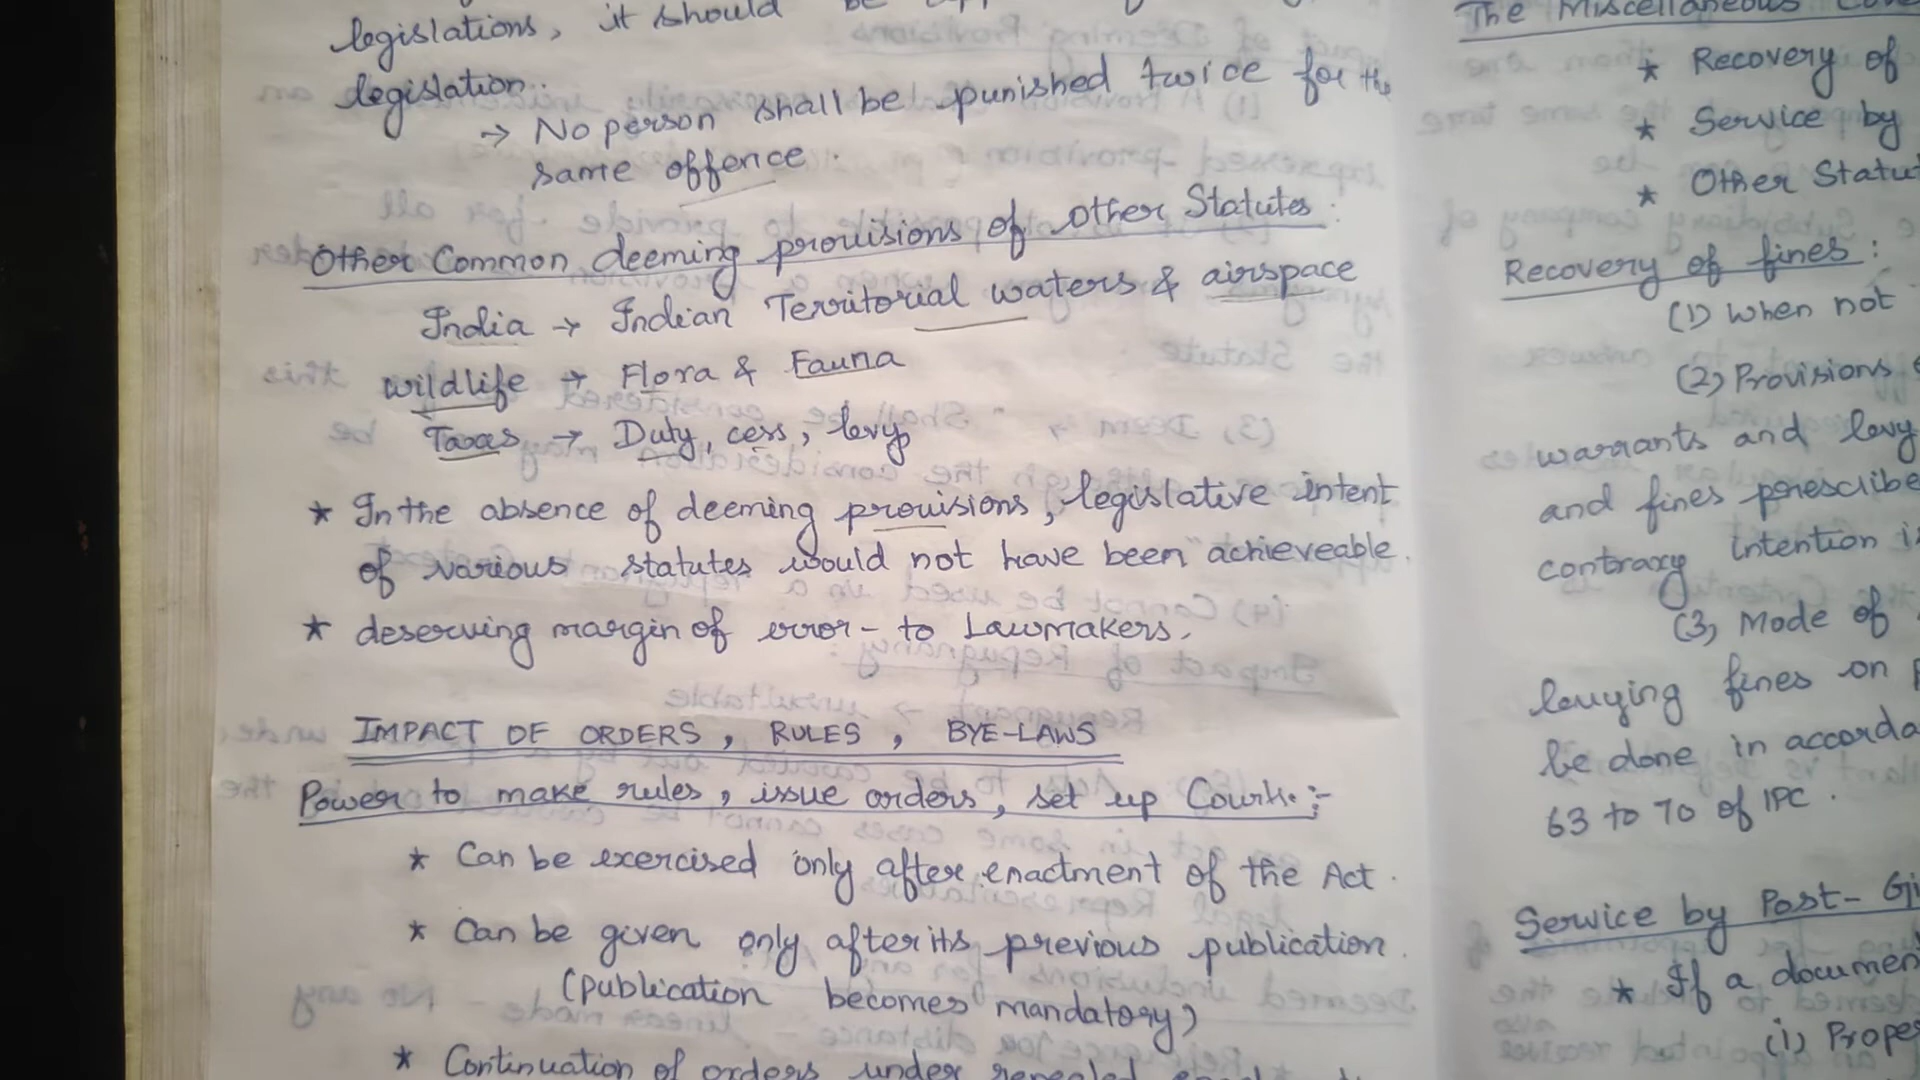 legislations, it should be
legislation.
→ No person shall be punished twice for the
same offence.
Other Common deeming provisions of other Statutes:
India → Indian Territorial waters & airspace
wildlife → Flora & Fauna
Taxas → Duty, cess, levy
* In the absence of deeming provisions, legislative intent
of various statutes would not have been achieveable.
* deserving margin of error - to Lawmakers.
IMPACT OF ORDERS, RULES, BYE-LAWS
Power to make rules, issue orders, set up Courts:-
* Can be exercised only after enactment of the Act.
* Can be given only after its previous publication.
(publication becomes mandatory)
* Continuation of orders under
The Miscellaneous
* Recovery of
* Service by
* Other Statut
Recovery of fines:
(1) When not
(2) Provisions
warrants and levy
and fines prescribe
contrary intention
(3) Mode of
levying fines on
be done in accorda
63 to 70 of IPC.
Service by Post- Gi
* If a documen
(i) Prope